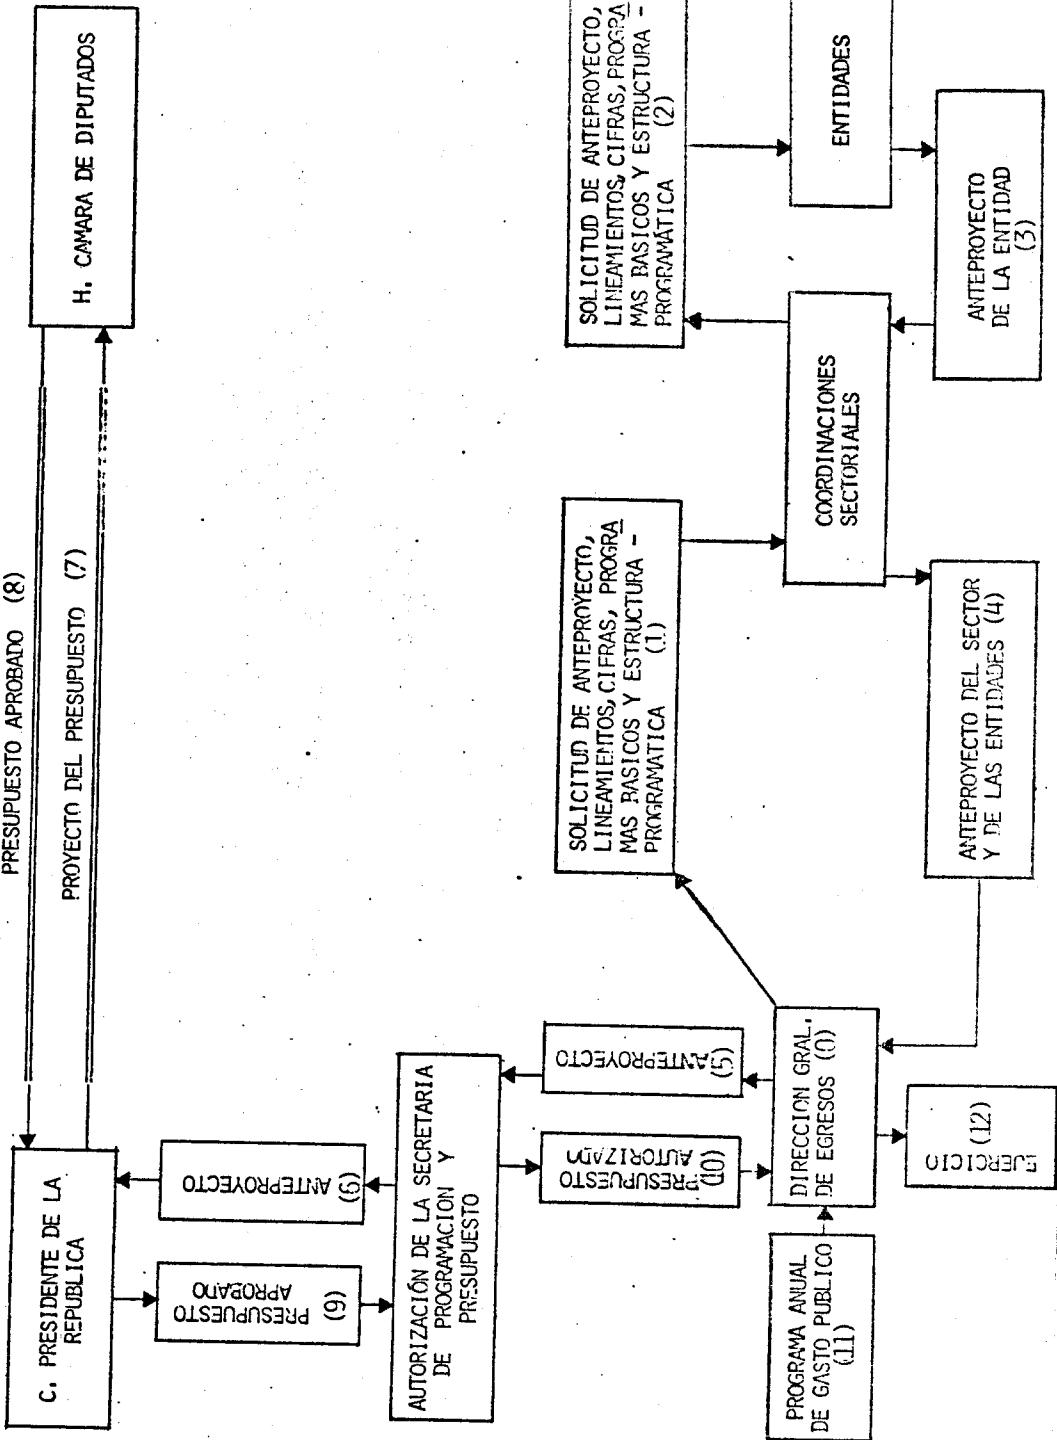 PRESUPUESTO APROBADO (8)
PROYECTO DEL PRESUPUESTO (7)
C. PRESIDENTE DE LA
REPUBLICA
H. CAMARA DE DIPUTADOS
PRESUPUESTO
APROBADO
(9)
ANTEPROYECTO
(6)
AUTORIZACIÓN DE LA SECRETARIA
DE PROGRAMACION Y
PRESUPUESTO
PRESUPUESTO
AUTORIZADO
(10)
ANTEPROYECTO
(5)
PROGRAMA ANUAL
DE GASTO PUBLICO
(11)
DIRECCION GRAL.
DE EGRESOS (0)
EJERCICIO
(12)
SOLICITUD DE ANTEPROYECTO,
LINEAMIENTOS, CIFRAS, PROGRA
MAS BASICOS Y ESTRUCTURA -
PROGRAMATICA (1)
COORDINACIONES
SECTORIALES
ANTEPROYECTO DEL SECTOR
Y DE LAS ENTIDADES (4)
SOLICITUD DE ANTEPROYECTO,
LINEAMIENTOS, CIFRAS, PROGRA
MAS BASICOS Y ESTRUCTURA -
PROGRAMÁTICA (2)
ENTIDADES
ANTEPROYECTO
DE LA ENTIDAD
(3)